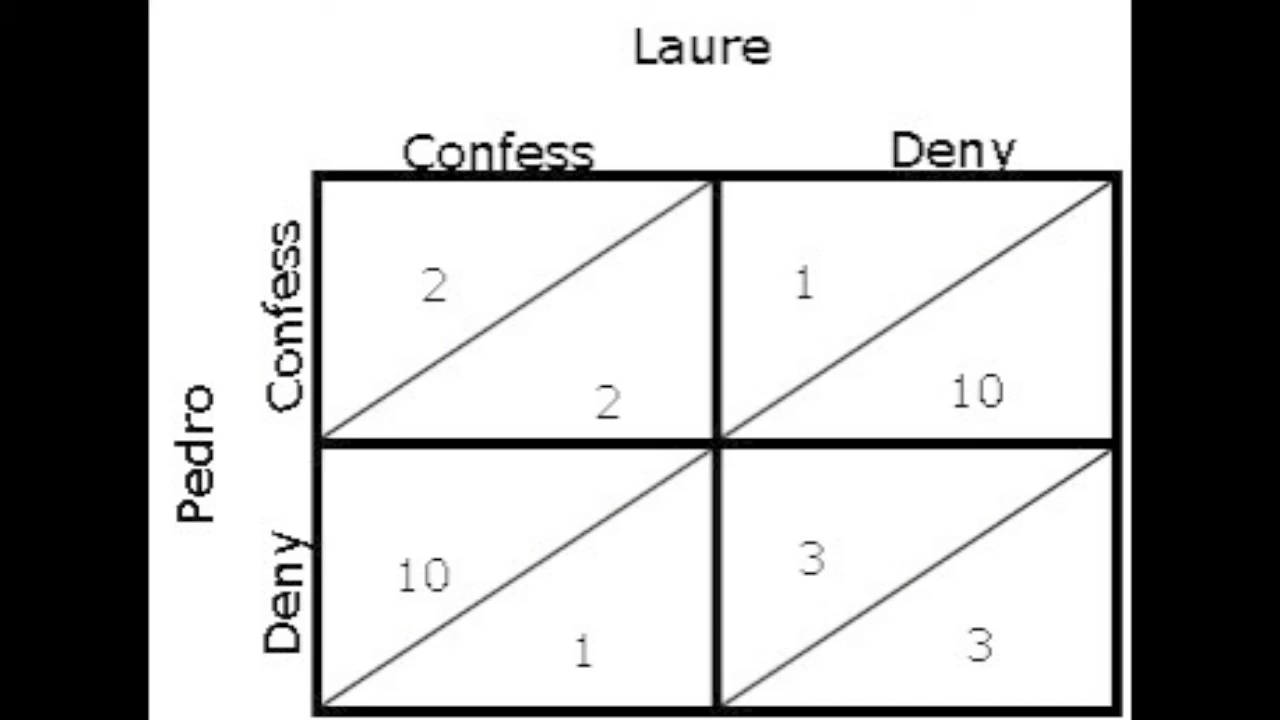 Laure
Confess Deny
Pedro
Confess
2 2
1 10
Deny
10 1
3 3